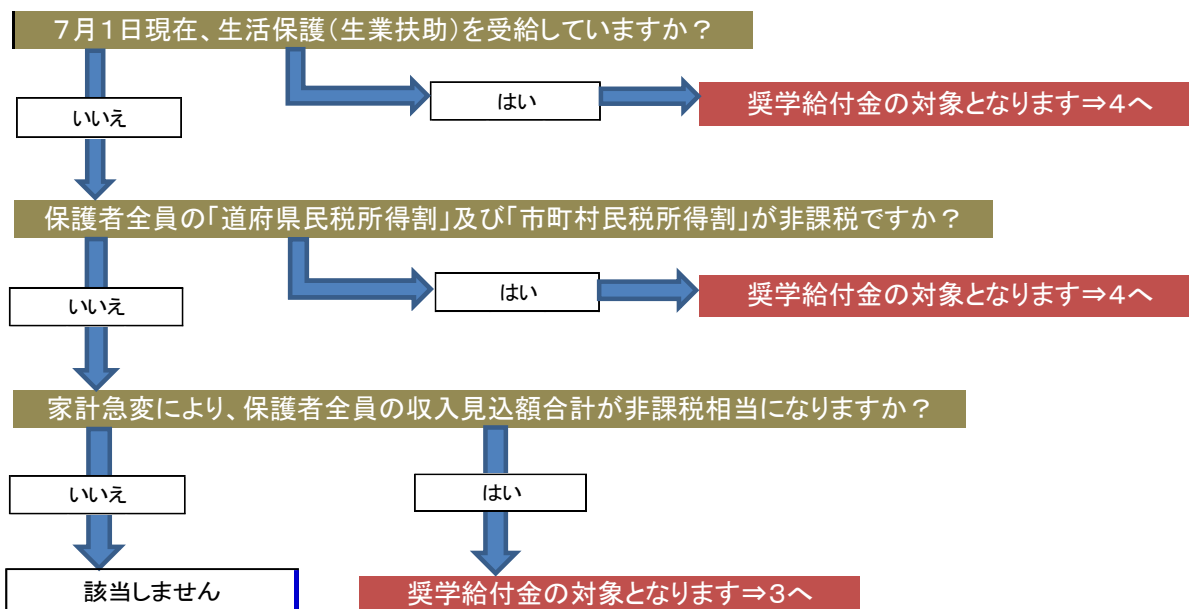 ７月１日現在、生活保護（生業扶助）を受給していますか？
はい
奨学給付金の対象となります⇒４へ
いいえ
保護者全員の「道府県民税所得割」及び「市町村民税所得割」が非課税ですか？
はい
奨学給付金の対象となります⇒４へ
いいえ
家計急変により、保護者全員の収入見込額合計が非課税相当になりますか？
いいえ
はい
該当しません
奨学給付金の対象となります⇒３へ